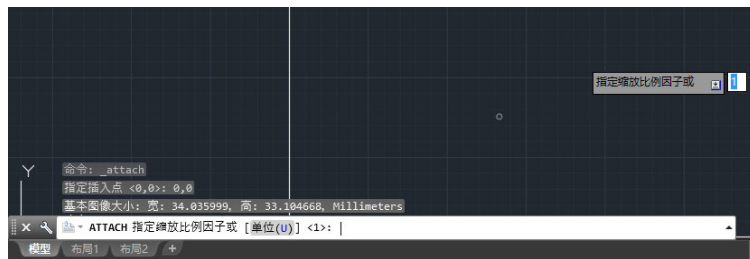 指定缩放比例因子或 1
Y
命令: _attach
指定插入点 <0,0>: 0,0
基本图像大小: 宽: 34.035999, 高: 33.104668, Millimeters
ATTACH 指定缩放比例因子或 [单位(U)] <1>:
模型 布局1 布局2 +